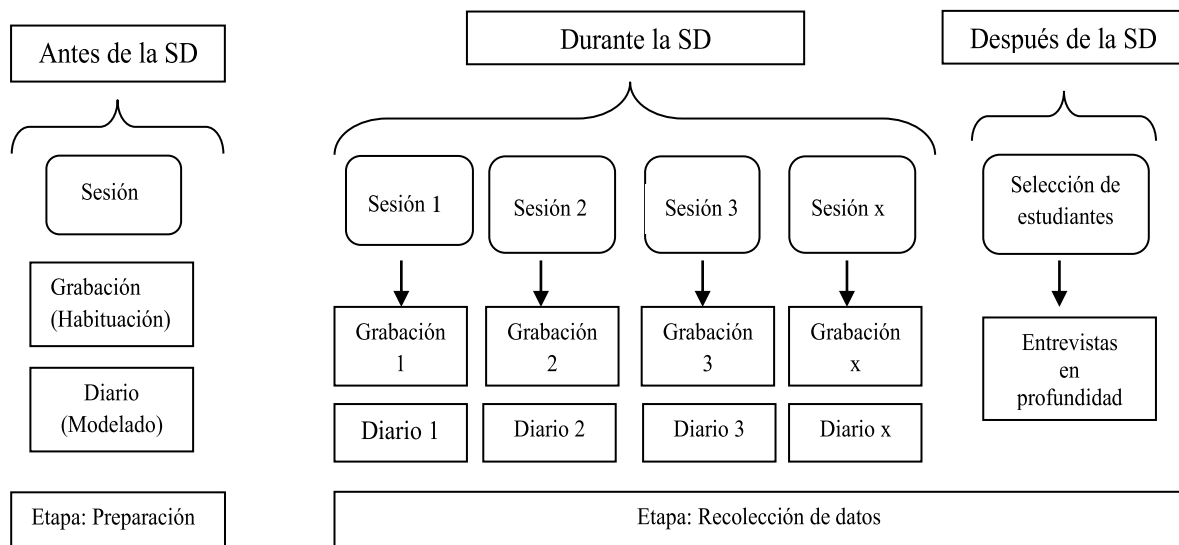 Antes de la SD
Durante la SD
Después de la SD
Sesión
Sesión 1
Sesión 2
Sesión 3
Sesión x
Selección de
estudiantes
Grabación
(Habituación)
Grabación
1
Grabación
2
Grabación
3
Grabación
x
Entrevistas
en
profundidad
Diario
(Modelado)
Diario 1
Diario 2
Diario 3
Diario x
Etapa: Preparación
Etapa: Recolección de datos